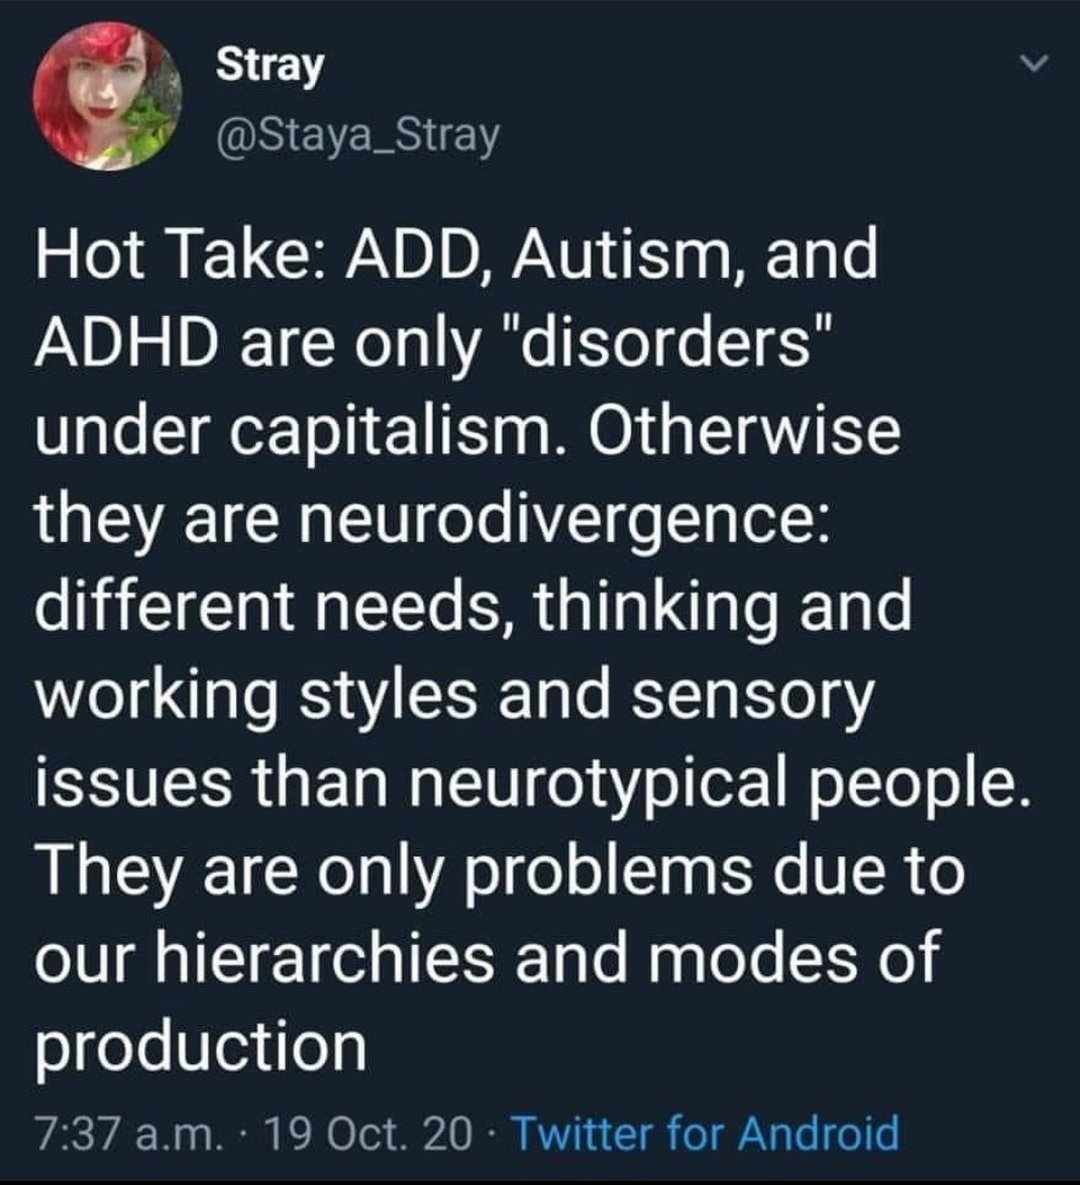 Stray
@Staya_Stray
Hot Take: ADD, Autism, and
ADHD are only "disorders"
under capitalism. Otherwise
they are neurodivergence:
different needs, thinking and
working styles and sensory
issues than neurotypical people.
They are only problems due to
our hierarchies and modes of
production
7:37 a.m. · 19 Oct. 20 · Twitter for Android